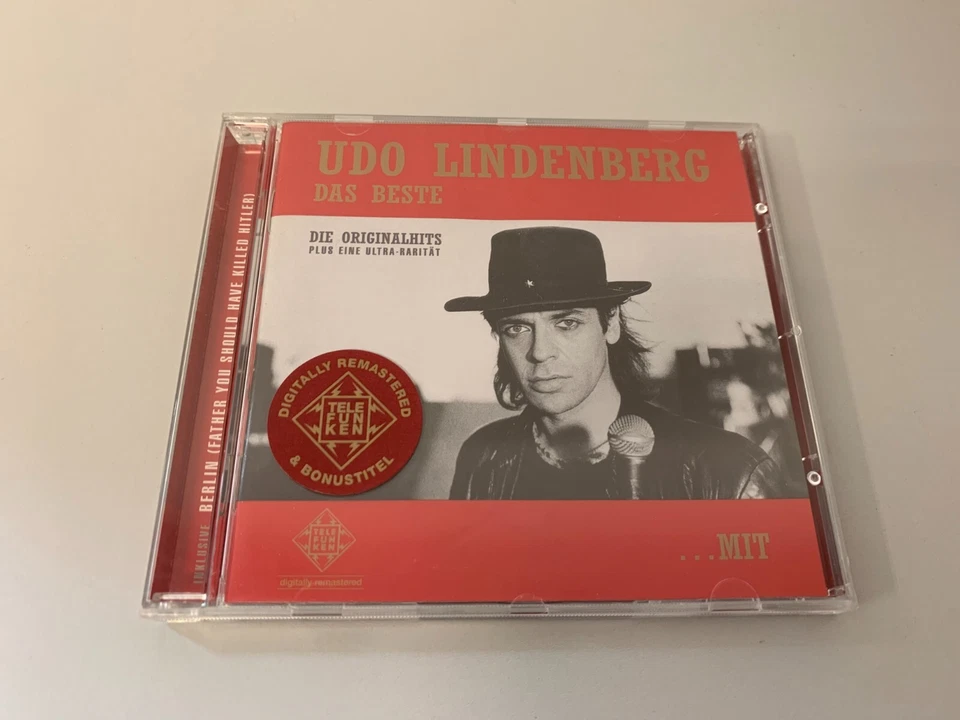 UDO LINDENBERG
DAS BESTE
DIE ORIGINALHITS
PLUS EINE ULTRA-RARITÄT
DIGITALLY REMASTERED
TELE
FUN
KEN
& BONUSTITEL
TELE
FUN
KEN
digitally remastered
...MIT
INKLUSIVE BERLIN (FATHER YOU SHOULD HAVE KILLED HITLER)